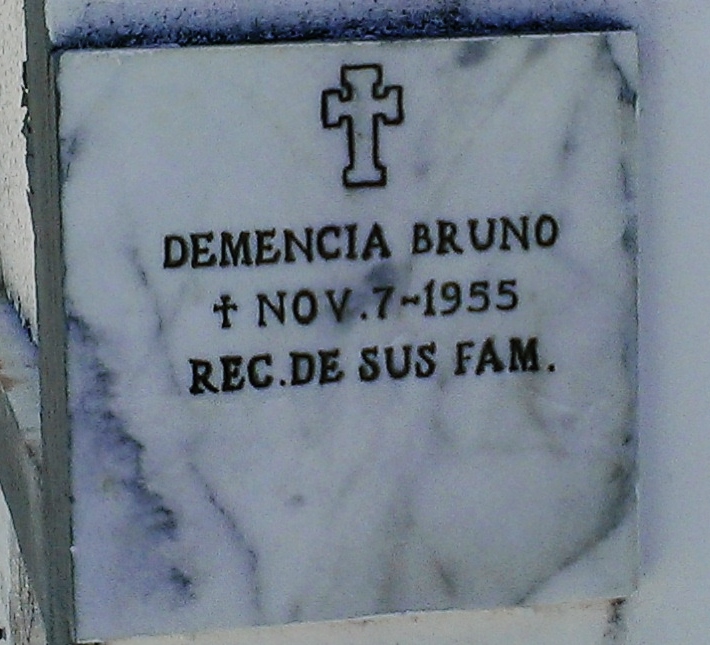 DEMENCIA BRUNO
✝ NOV.7~1955
REC.DE SUS FAM.